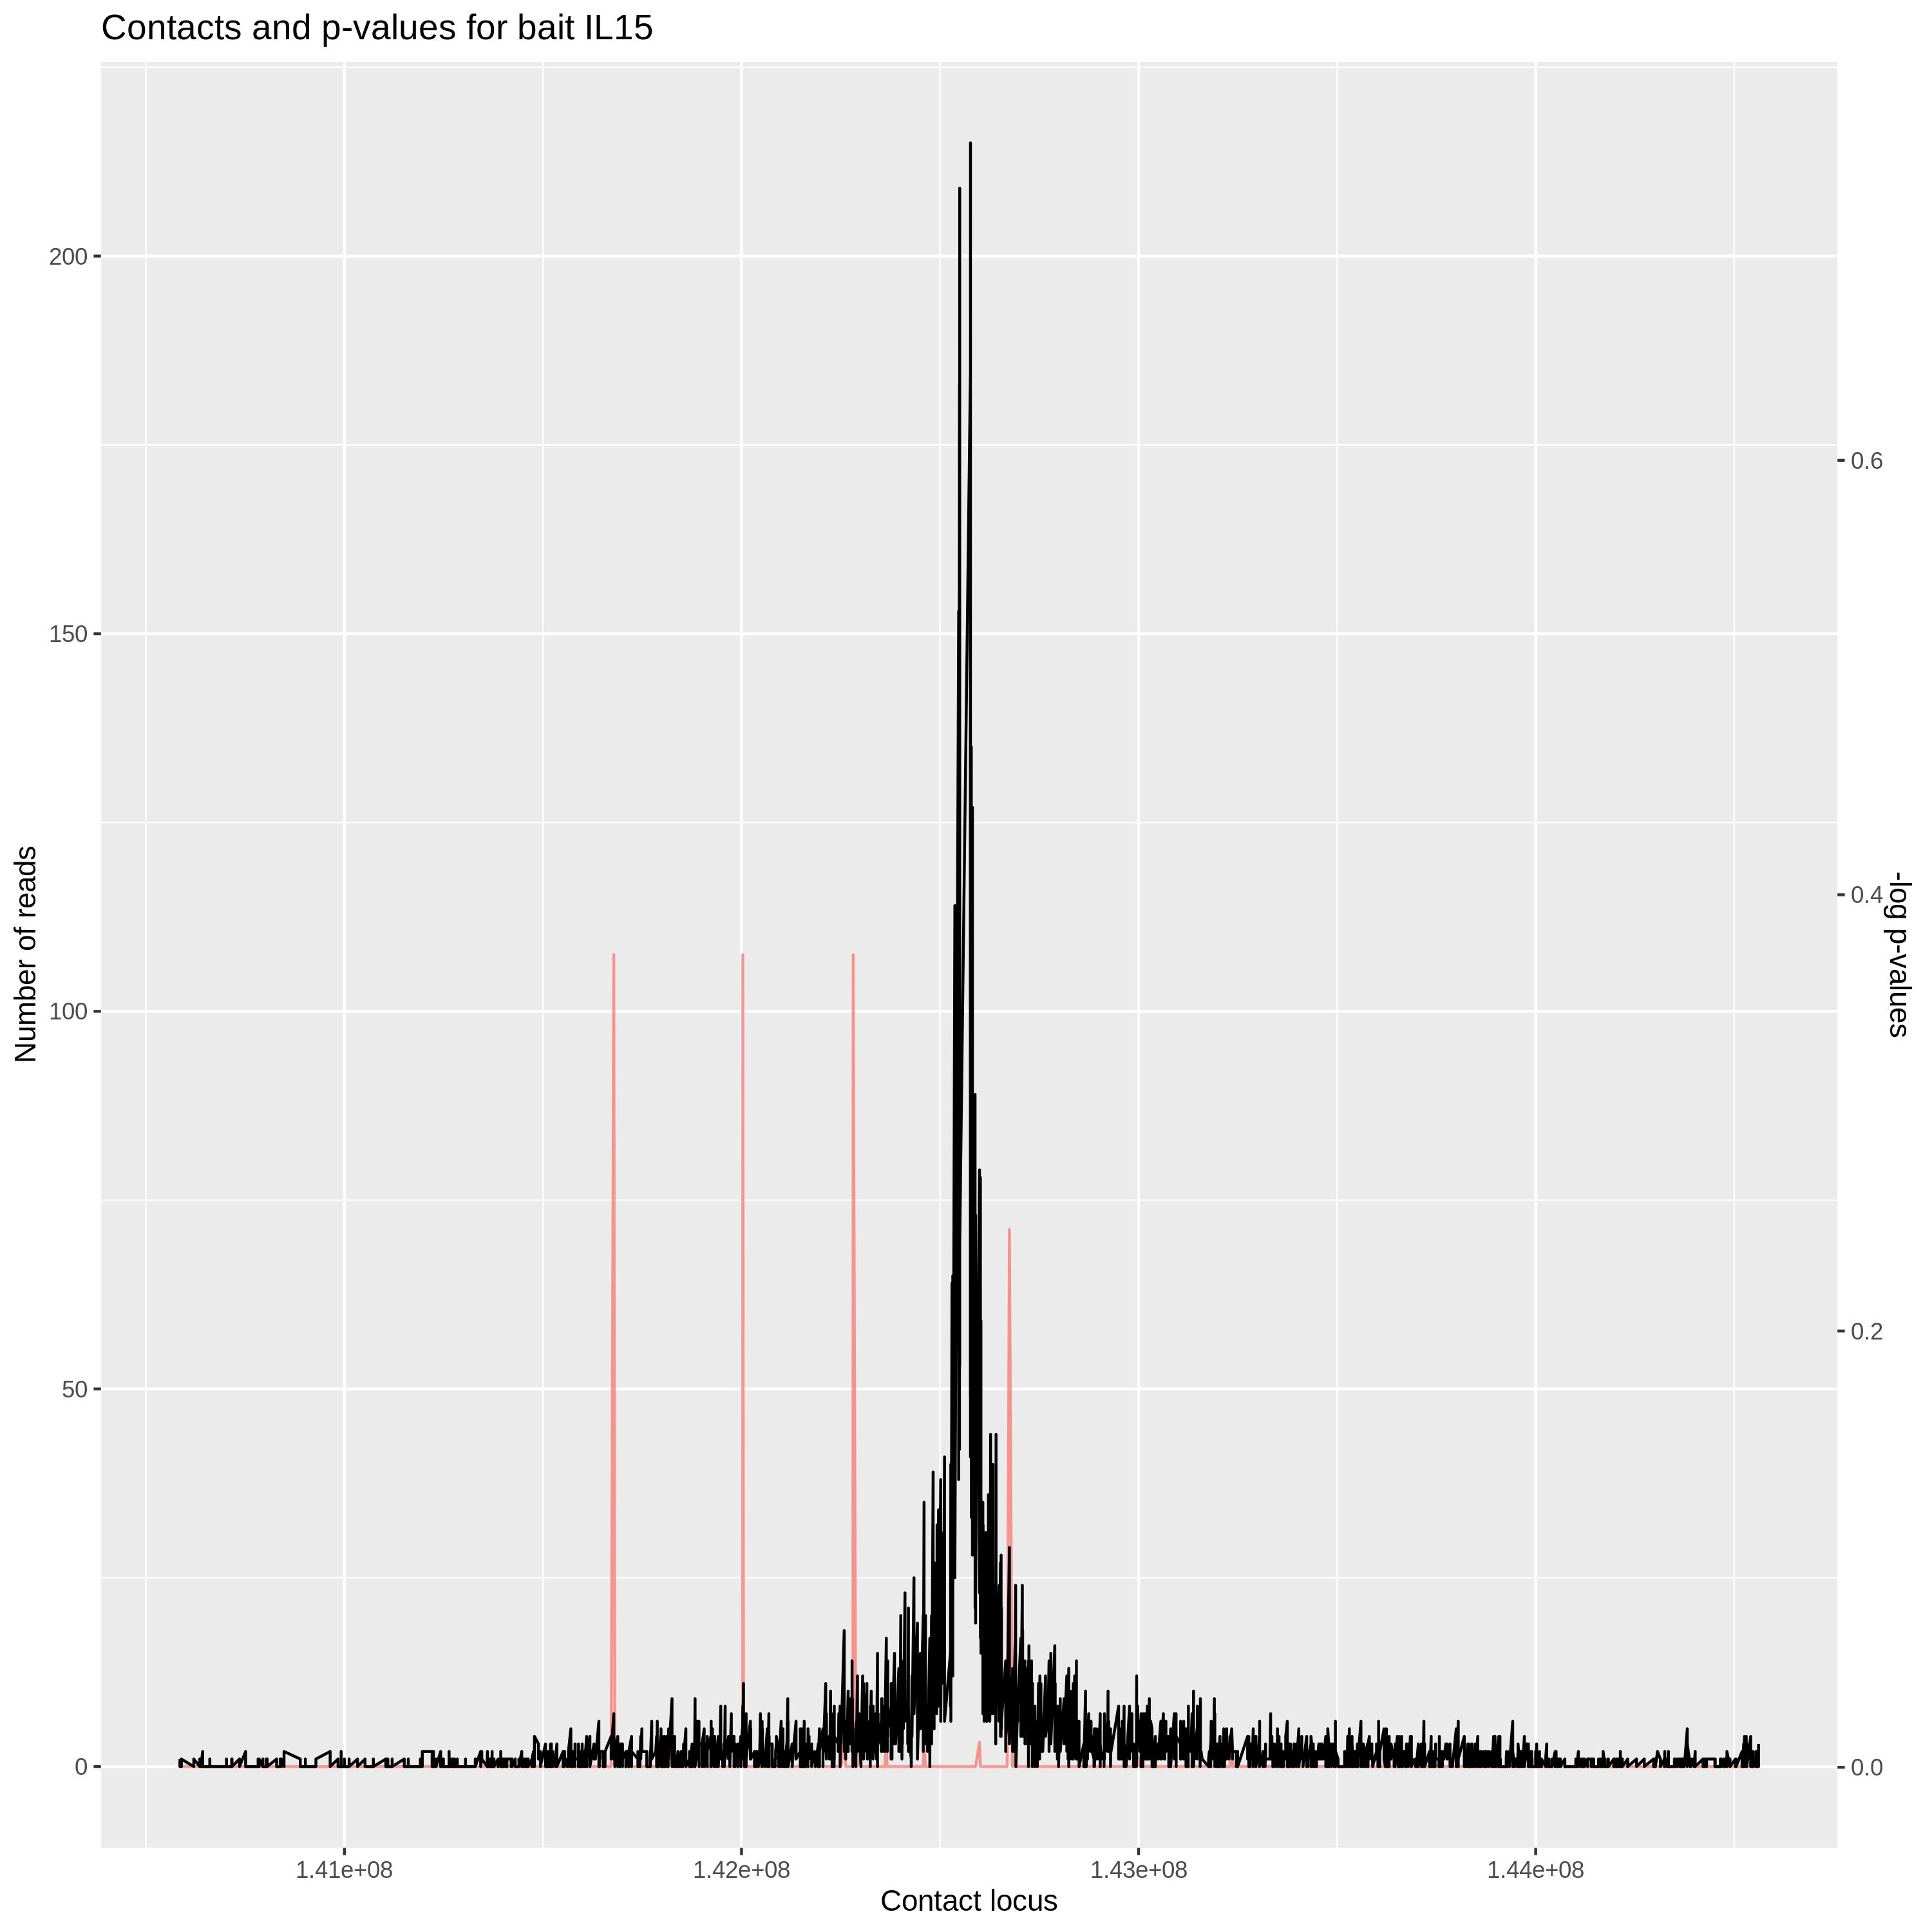 Contacts and p-values for bait IL15
Number of reads
200
150
100
50
0
0.6
0.4
0.2
0.0
-log p-values
1.41e+08
1.42e+08
1.43e+08
1.44e+08
Contact locus